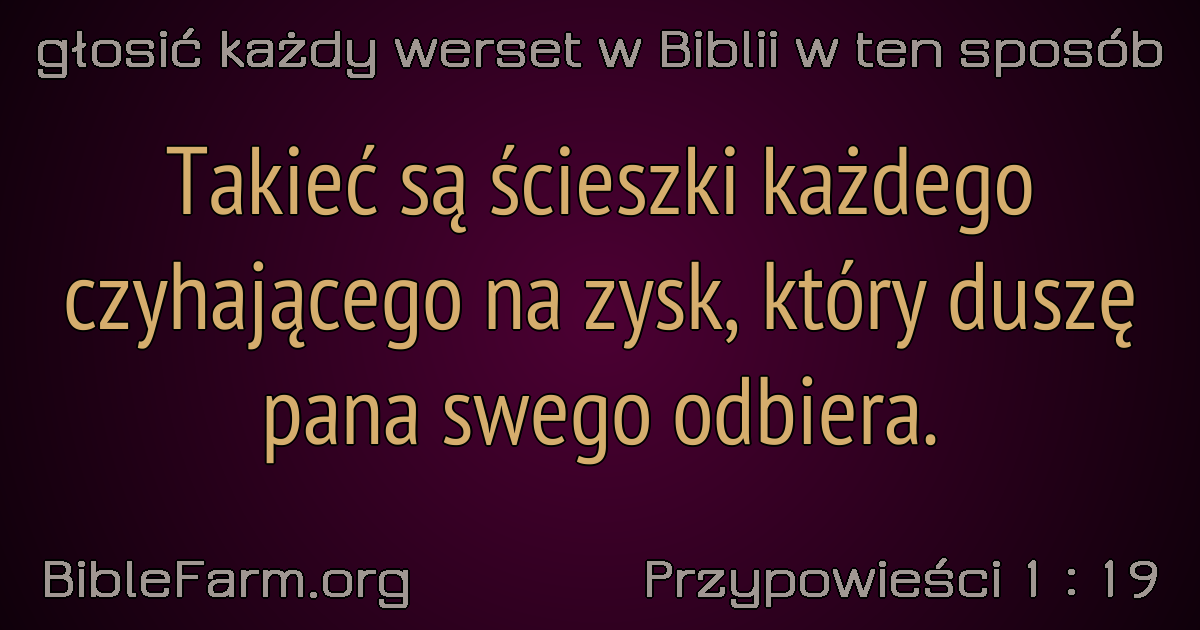 głosić każdy werset w Biblii w ten sposób
Takieć są ścieszki każdego
czyhającego na zysk, który duszę
pana swego odbiera.
BibleFarm.org
Przypowieści 1 : 19